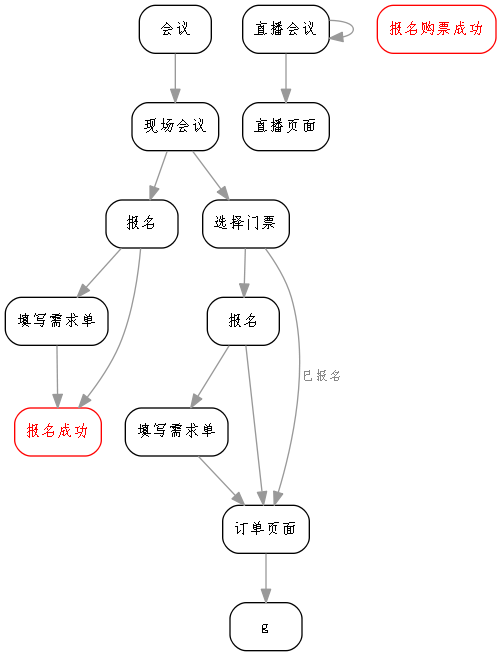 会议
直播会议
报名购票成功
现场会议
直播页面
报名
选择门票
填写需求单
报名
已报名
报名成功
填写需求单
订单页面
g